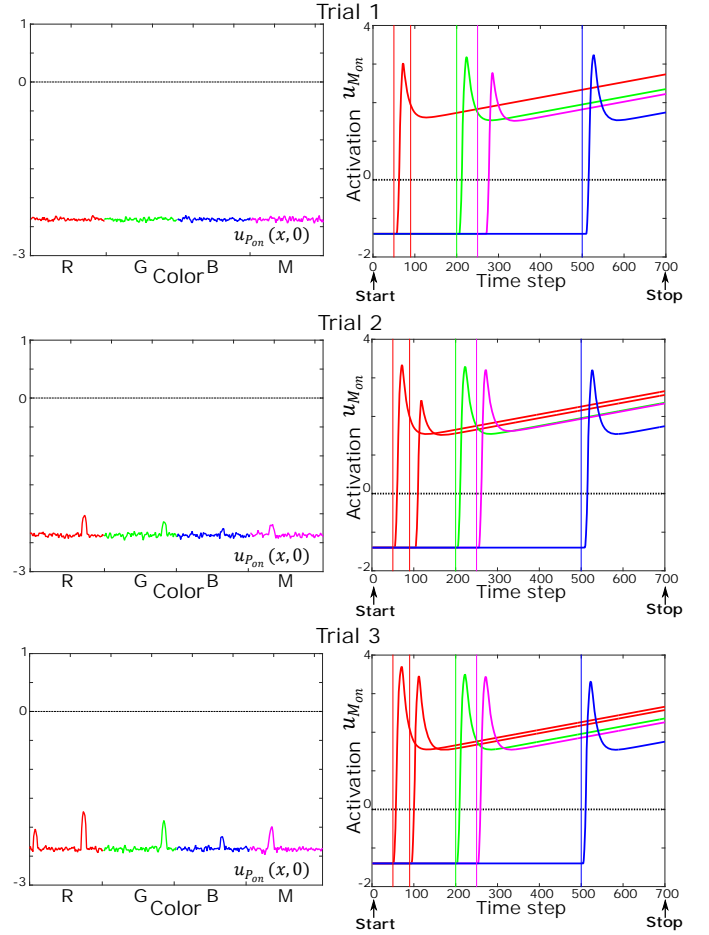 Trial 1
1
0
-3
u_{P_{on}}(x,0)
R G B M
Color
Activation u_{M_{on}}
4
0
-2
0 100 200 300 400 500 600 700
Time step
Start
Stop
Trial 2
1
0
-3
u_{P_{on}}(x,0)
R G B M
Color
Activation u_{M_{on}}
4
0
-2
0 100 200 300 400 500 600 700
Time step
Start
Stop
Trial 3
1
0
-3
u_{P_{on}}(x,0)
R G B M
Color
Activation u_{M_{on}}
4
0
-2
0 100 200 300 400 500 600 700
Time step
Start
Stop